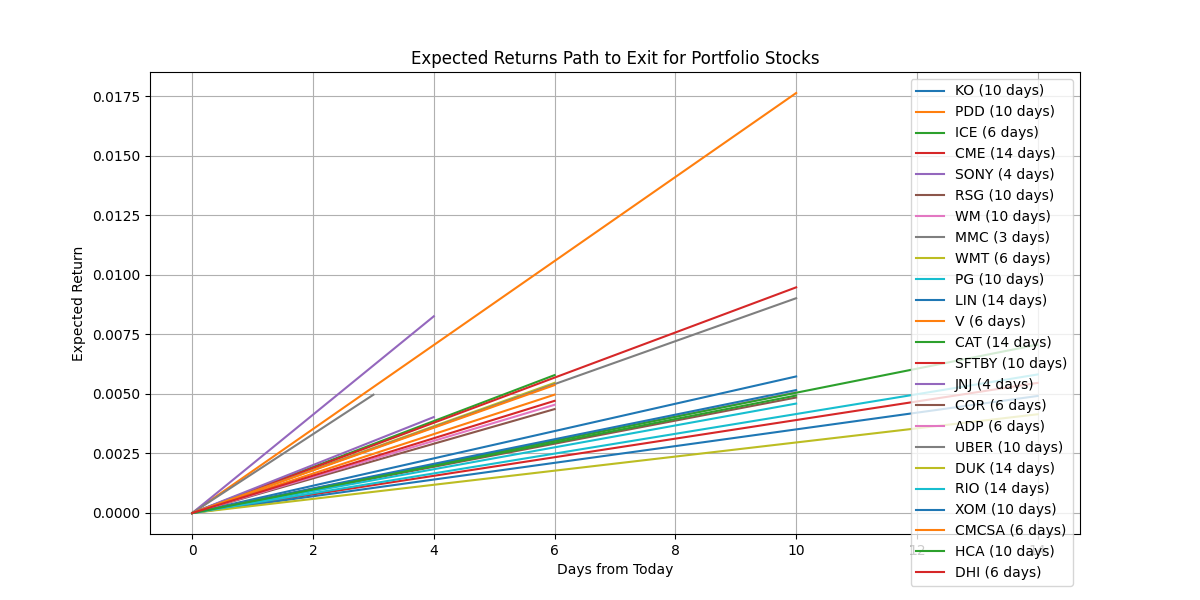 Expected Returns Path to Exit for Portfolio Stocks
Expected Return
0.0175
0.0150
0.0125
0.0100
0.0075
0.0050
0.0025
0.0000
0
2
4
6
8
10
12
14
Days from Today
KO (10 days)
PDD (10 days)
ICE (6 days)
CME (14 days)
SONY (4 days)
RSG (10 days)
WM (10 days)
MMC (3 days)
WMT (6 days)
PG (10 days)
LIN (14 days)
V (6 days)
CAT (14 days)
SFTBY (10 days)
JNJ (4 days)
COR (6 days)
ADP (6 days)
UBER (10 days)
DUK (14 days)
RIO (14 days)
XOM (10 days)
CMCSA (6 days)
HCA (10 days)
DHI (6 days)